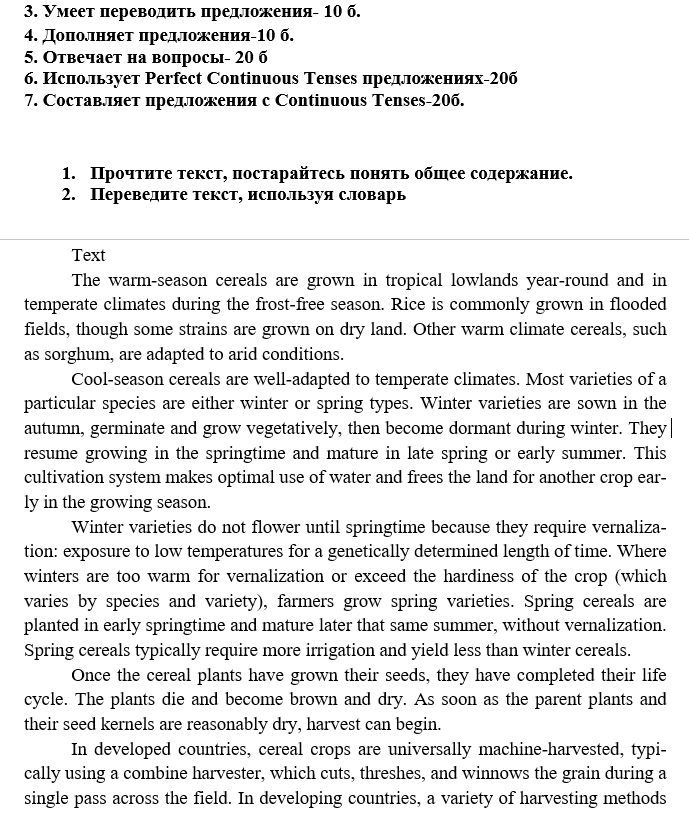 3. Умеет переводить предложения- 10 б.
4. Дополняет предложения-10 б.
5. Отвечает на вопросы- 20 б
6. Использует Perfect Continuous Tenses предложениях-20б
7. Составляет предложения с Continuous Tenses-20б.
1. Прочтите текст, постарайтесь понять общее содержание.
2. Переведите текст, используя словарь
Text
The warm-season cereals are grown in tropical lowlands year-round and in
temperate climates during the frost-free season. Rice is commonly grown in flooded
fields, though some strains are grown on dry land. Other warm climate cereals, such
as sorghum, are adapted to arid conditions.
Cool-season cereals are well-adapted to temperate climates. Most varieties of a
particular species are either winter or spring types. Winter varieties are sown in the
autumn, germinate and grow vegetatively, then become dormant during winter. They
resume growing in the springtime and mature in late spring or early summer. This
cultivation system makes optimal use of water and frees the land for another crop ear-
ly in the growing season.
Winter varieties do not flower until springtime because they require vernaliza-
tion: exposure to low temperatures for a genetically determined length of time. Where
winters are too warm for vernalization or exceed the hardiness of the crop (which
varies by species and variety), farmers grow spring varieties. Spring cereals are
planted in early springtime and mature later that same summer, without vernalization.
Spring cereals typically require more irrigation and yield less than winter cereals.
Once the cereal plants have grown their seeds, they have completed their life
cycle. The plants die and become brown and dry. As soon as the parent plants and
their seed kernels are reasonably dry, harvest can begin.
In developed countries, cereal crops are universally machine-harvested, typi-
cally using a combine harvester, which cuts, threshes, and winnows the grain during a
single pass across the field. In developing countries, a variety of harvesting methods